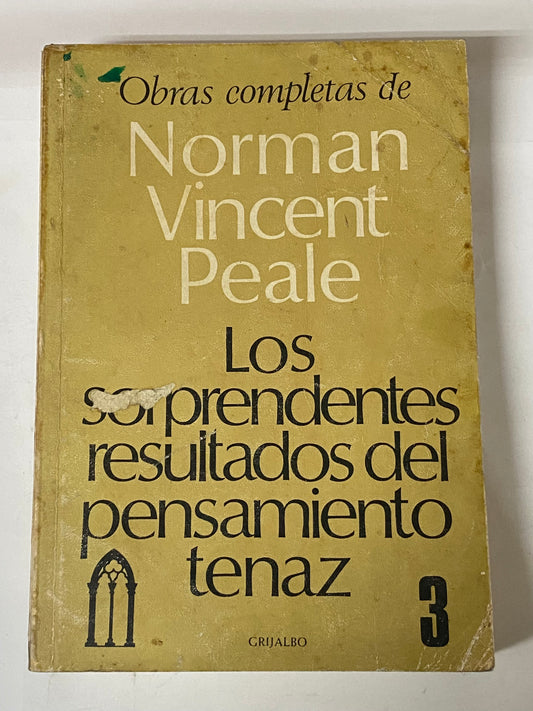 Obras completas de
Norman
Vincent
Peale
Los
sorprendentes
resultados del
pensamiento
tenaz
3
GRIJALBO